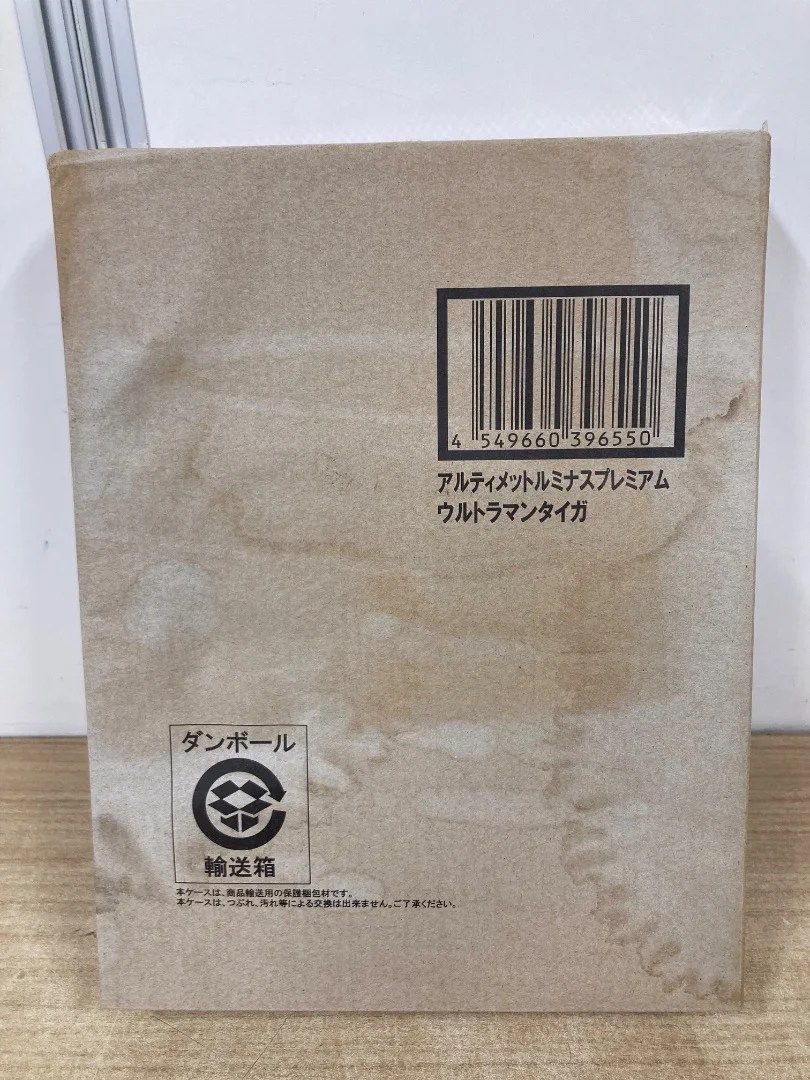 4 549660 396550
アルティメットルミナスプレミアム
ウルトラマンタイガ
ダンボール
輸送箱
本ケースは、商品輸送用の保護梱包材です。
本ケースは、つぶれ、汚れ等による交換は出来ません。ご了承ください。